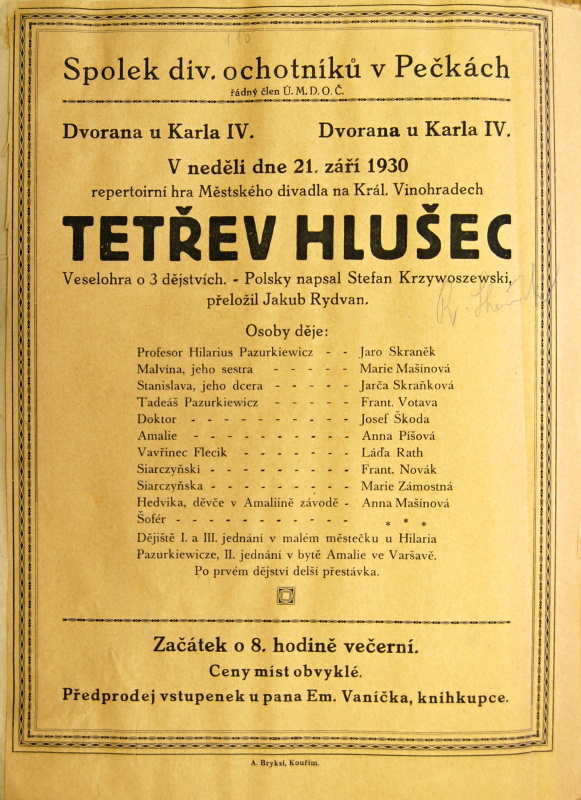 Spolek div. ochotníků v Pečkách
řádný člen Ú. M. D. O. Č.
Dvorana u Karla IV. Dvorana u Karla IV.
V neděli dne 21. září 1930
repertoirní hra Městského divadla na Král. Vinohradech
TETŘEV HLUŠEC
Veselohra o 3 dějstvích. - Polsky napsal Stefan Krzywoszewski,
přeložil Jakub Rydvan.
Osoby děje:
Profesor Hilarius Pazurkiewicz - - Jaro Skraněk
Malvína, jeho sestra - - - - - Marie Mašínová
Stanislava, jeho dcera - - - - - Jarča Skraňková
Tadeáš Pazurkiewicz - - - - - Frant. Votava
Doktor - - - - - - - - - Josef Škoda
Amalie - - - - - - - - - Anna Píšová
Vavřinec Flecik - - - - - - Láďa Rath
Siarczyński - - - - - - - - Frant. Novák
Siarczyńska - - - - - - - - Marie Zámostná
Hedvika, děvče v Amaliině závodě - Anna Mašínová
Šofér - - - - - - - - - - * * *
Dějiště I. a III. jednání v malém městečku u Hilaria
Pazurkiewicze, II. jednání v bytě Amalie ve Varšavě.
Po prvém dějství delší přestávka.
Začátek o 8. hodině večerní.
Ceny míst obvyklé.
Předprodej vstupenek u pana Em. Vaníčka, knihkupce.
A. Bryksí, Kouřim.